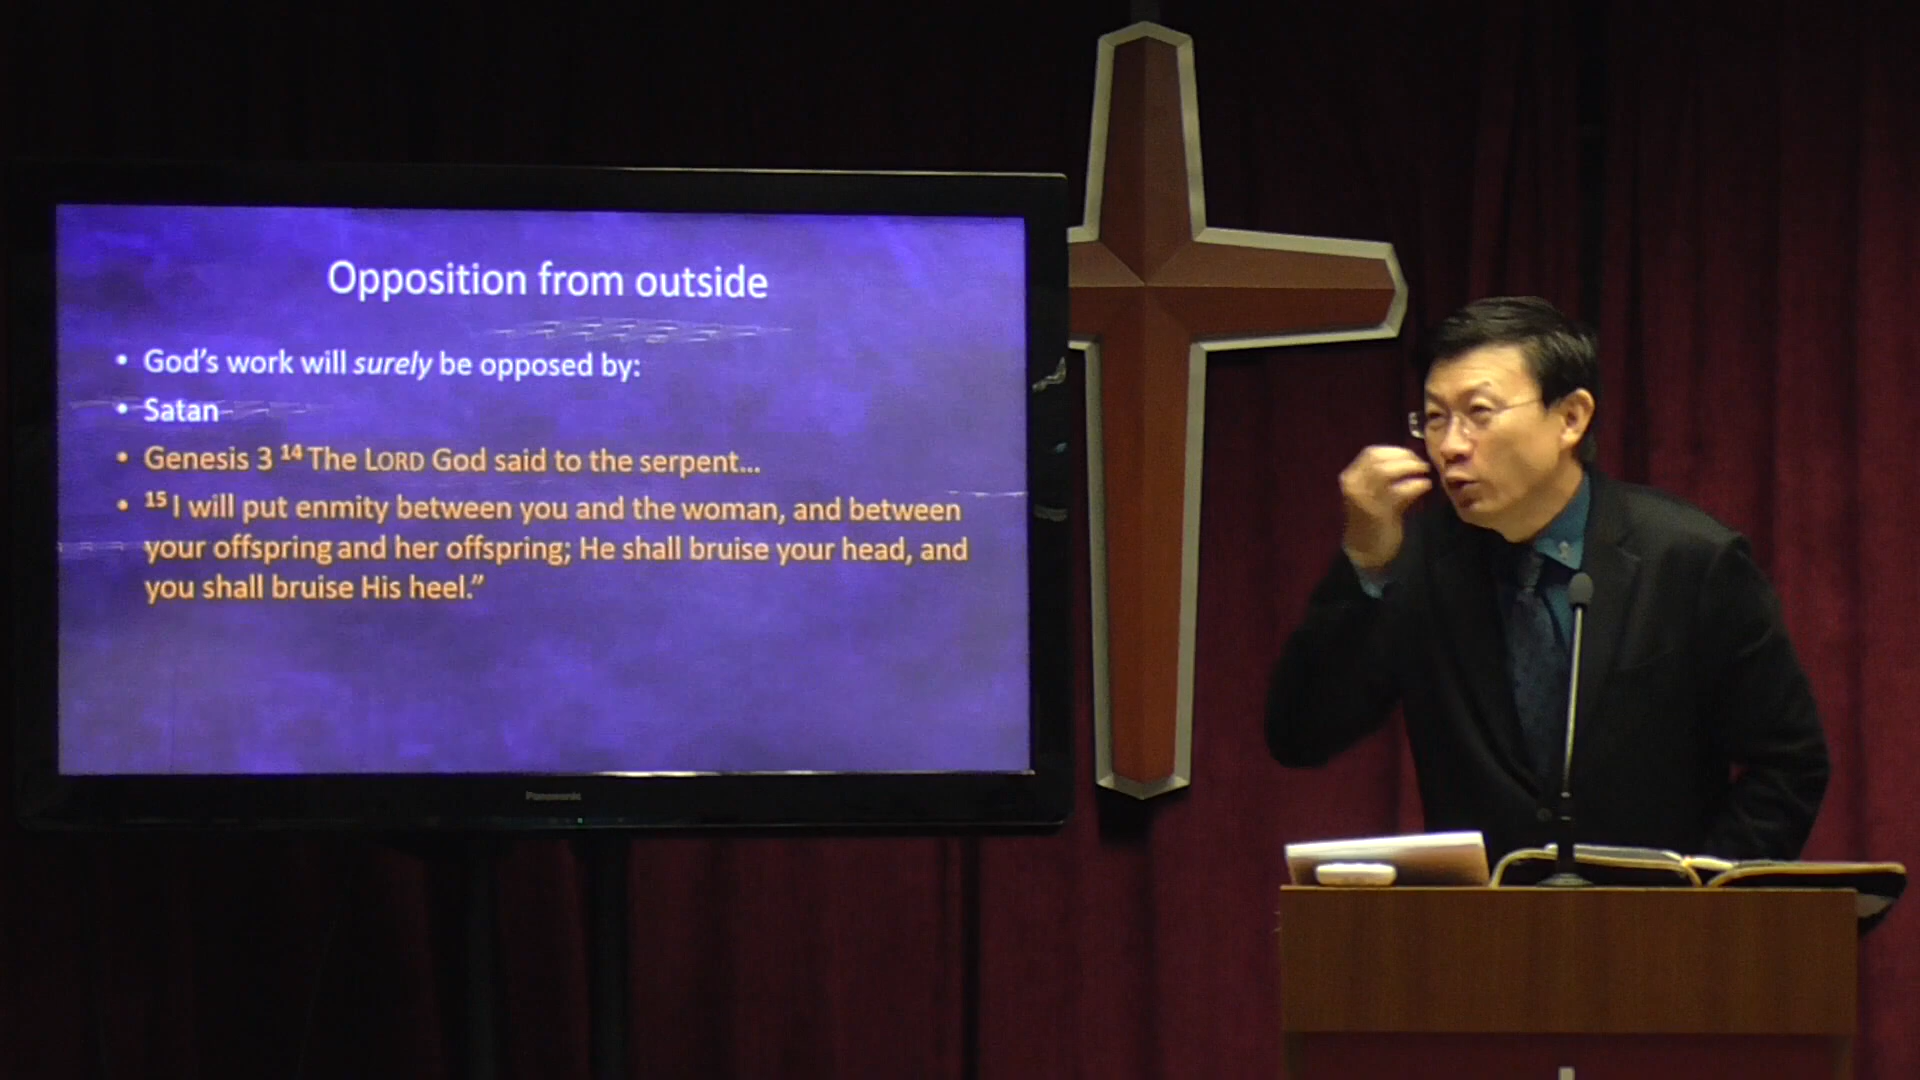 Opposition from outside
• God's work will surely be opposed by:
• Satan
• Genesis 3 14 The LORD God said to the serpent...
• 15 I will put enmity between you and the woman, and between
your offspring and her offspring; He shall bruise your head, and
you shall bruise His heel.”
Panasonic